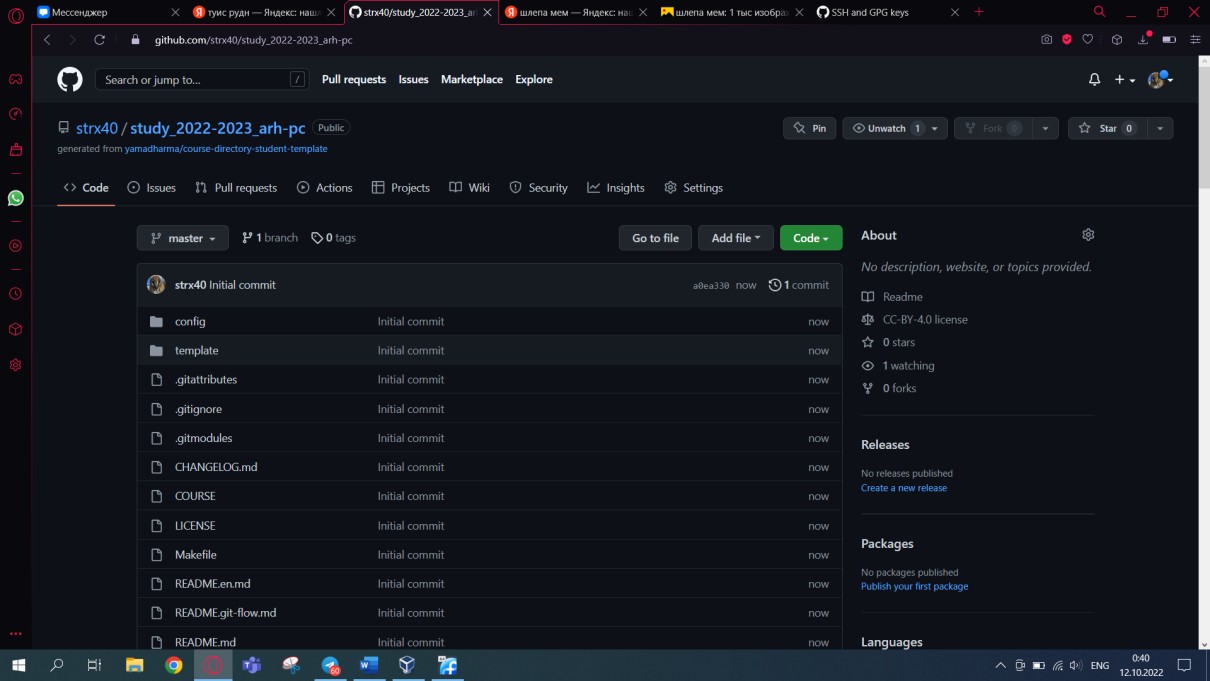 Мессенджер
туис рудн — Яндекс: наш
strx40/study_2022-2023_ar
шлепа мем — Яндекс: на
шлепа мем: 1 тыс изобра
SSH and GPG keys
github.com/strx40/study_2022-2023_arh-pc
Search or jump to... /
Pull requests Issues Marketplace Explore
strx40 / study_2022-2023_arh-pc Public
Pin Unwatch 1 Fork 0 Star 0
generated from yamadharma/course-directory-student-template
Code Issues Pull requests Actions Projects Wiki Security Insights Settings
master 1 branch 0 tags Go to file Add file Code
strx40 Initial commit a0ea330 now 1 commit
config Initial commit now
template Initial commit now
.gitattributes Initial commit now
.gitignore Initial commit now
.gitmodules Initial commit now
CHANGELOG.md Initial commit now
COURSE Initial commit now
LICENSE Initial commit now
Makefile Initial commit now
README.en.md Initial commit now
README.git-flow.md Initial commit now
README.md Initial commit now
About
No description, website, or topics provided.
Readme
CC-BY-4.0 license
0 stars
1 watching
0 forks
Releases
No releases published
Create a new release
Packages
No packages published
Publish your first package
Languages
60
ENG
0:40
12.10.2022